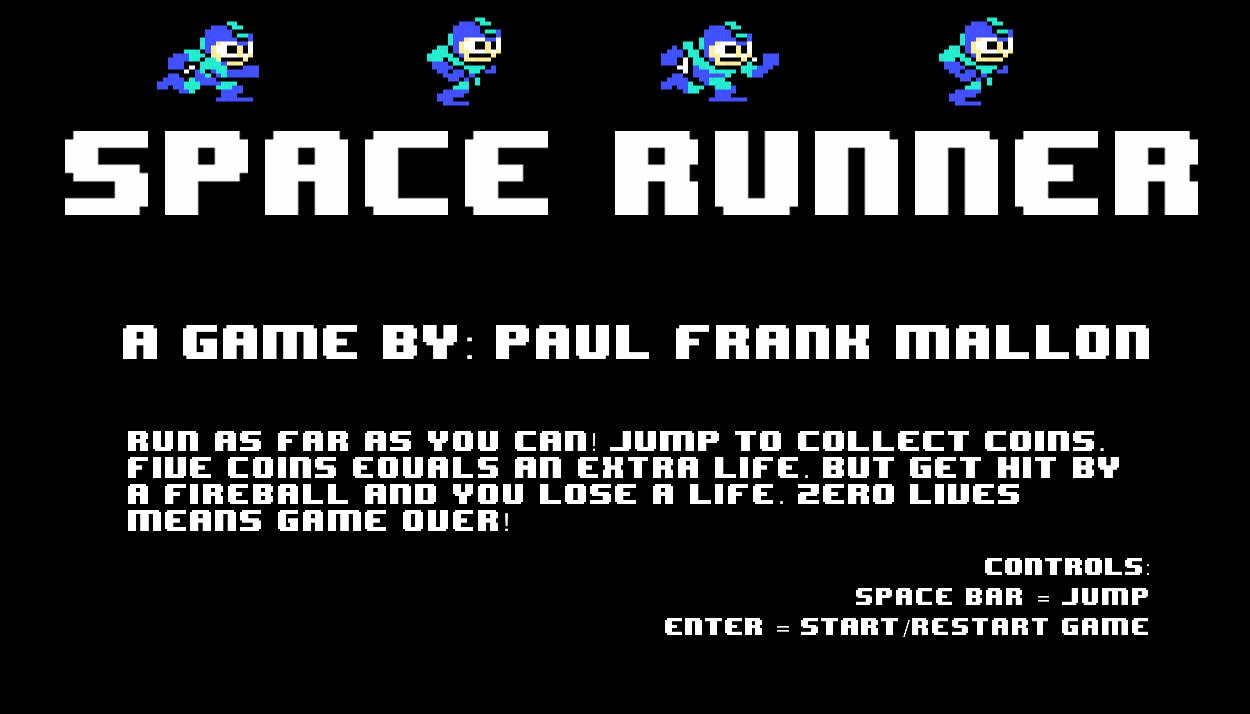 SPACE RUNNER
A GAME BY: PAUL FRANK MALLON
RUN AS FAR AS YOU CAN! JUMP TO COLLECT COINS.
FIVE COINS EQUALS AN EXTRA LIFE. BUT GET HIT BY
A FIREBALL AND YOU LOSE A LIFE. ZERO LIVES
MEANS GAME OVER!
CONTROLS:
SPACE BAR = JUMP
ENTER = START/RESTART GAME